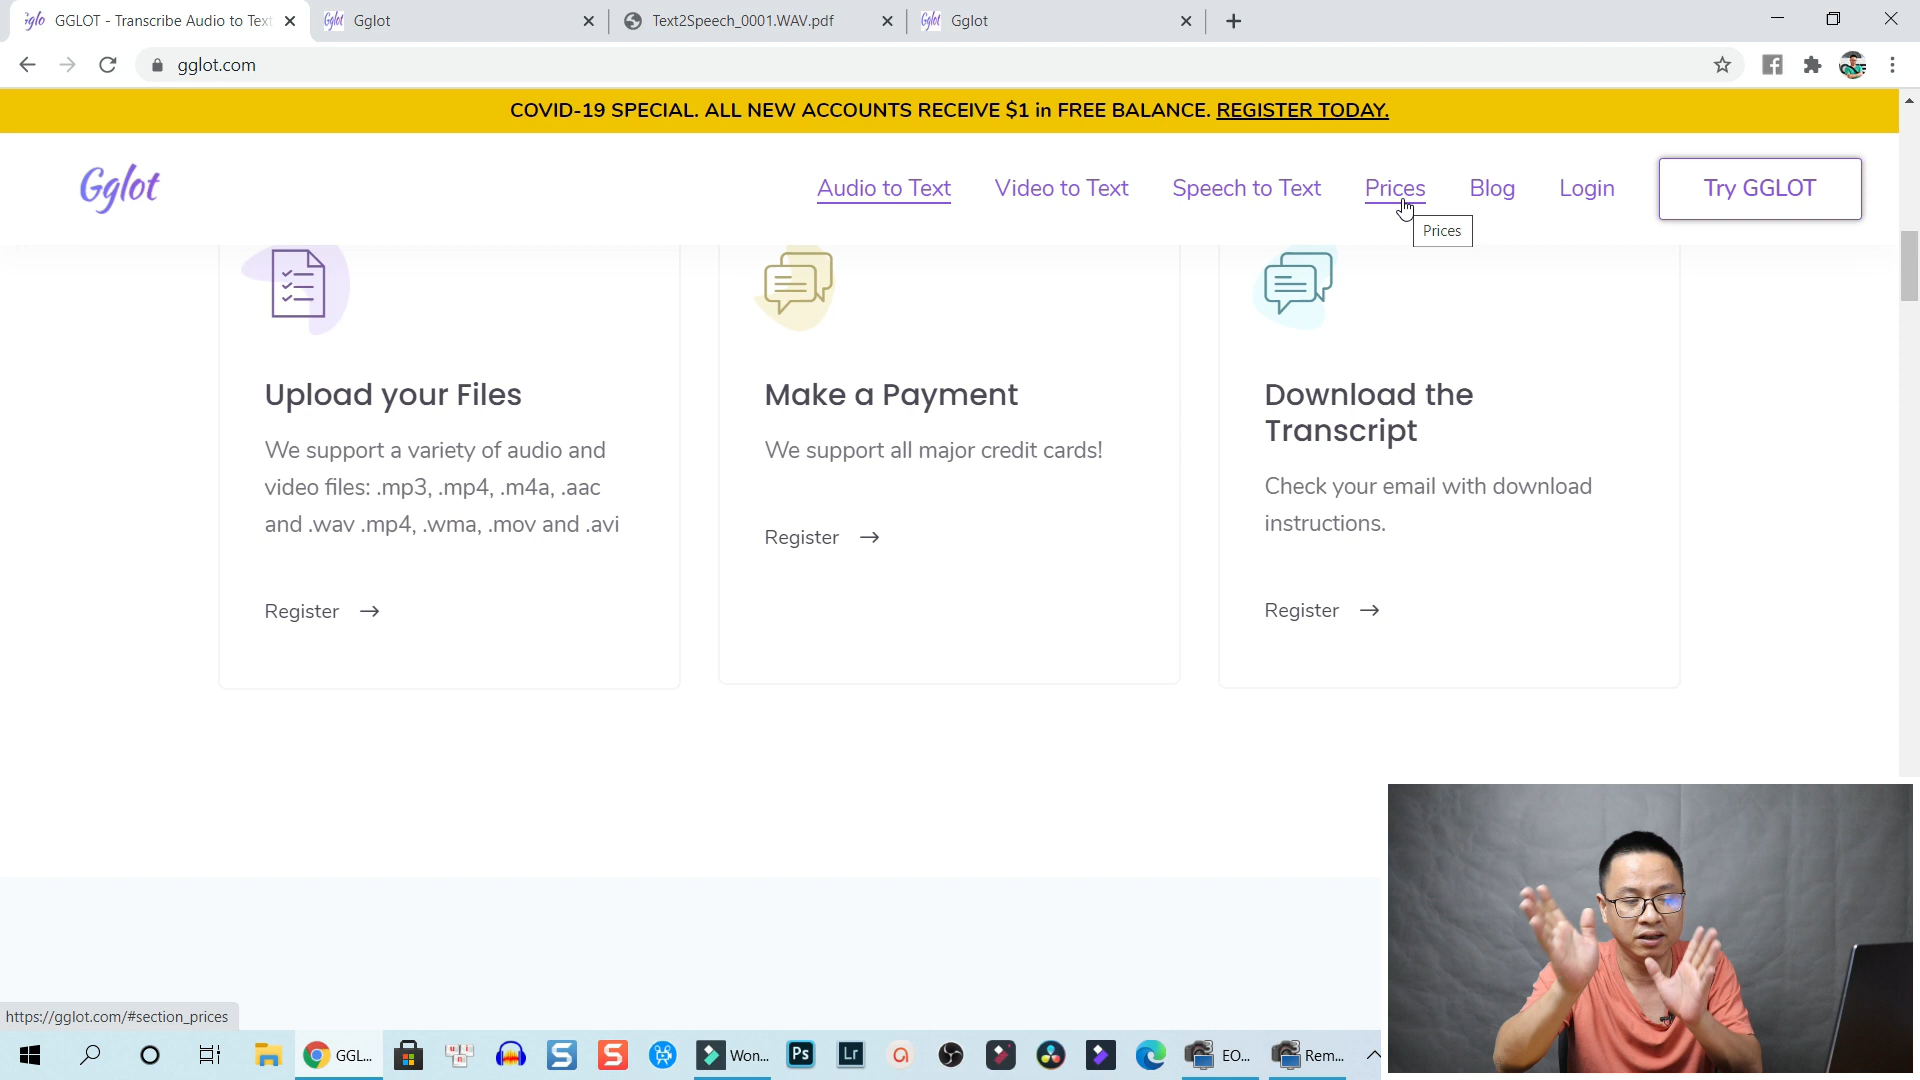 GGLOT - Transcribe Audio to Text
Gglot
Text2Speech_0001.WAV.pdf
Gglot
gglot.com
COVID-19 SPECIAL. ALL NEW ACCOUNTS RECEIVE $1 in FREE BALANCE. REGISTER TODAY.
Gglot
Audio to Text
Video to Text
Speech to Text
Prices
Blog
Login
Try GGLOT
Prices
Upload your Files
We support a variety of audio and
video files: .mp3, .mp4, .m4a, .aac
and .wav .mp4, .wma, .mov and .avi
Register
Make a Payment
We support all major credit cards!
Register
Download the
Transcript
Check your email with download
instructions.
Register
https://gglot.com/#section_prices
GGL...
Won...
Ps
Lr
EO...
Rem...